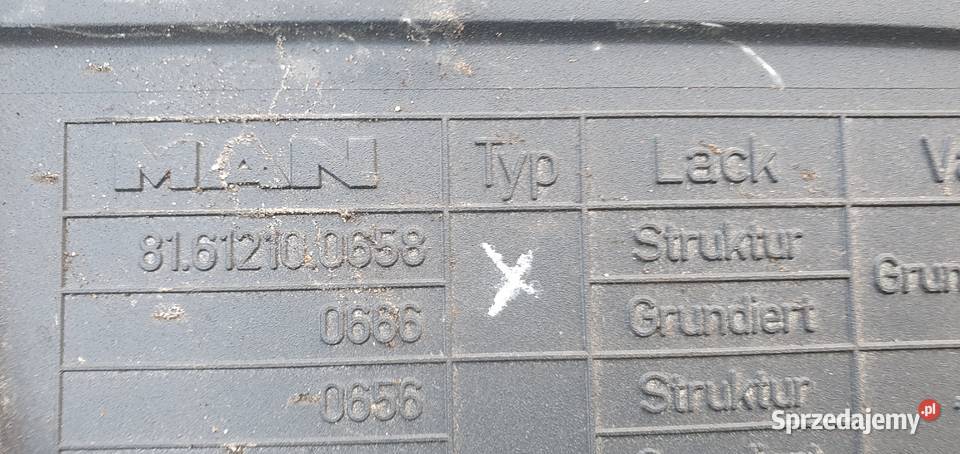 MAN Typ Lack
81.61210.0658 X Struktur
0666 Grundiert
0656 Struktur
Sprzedajemy.pl